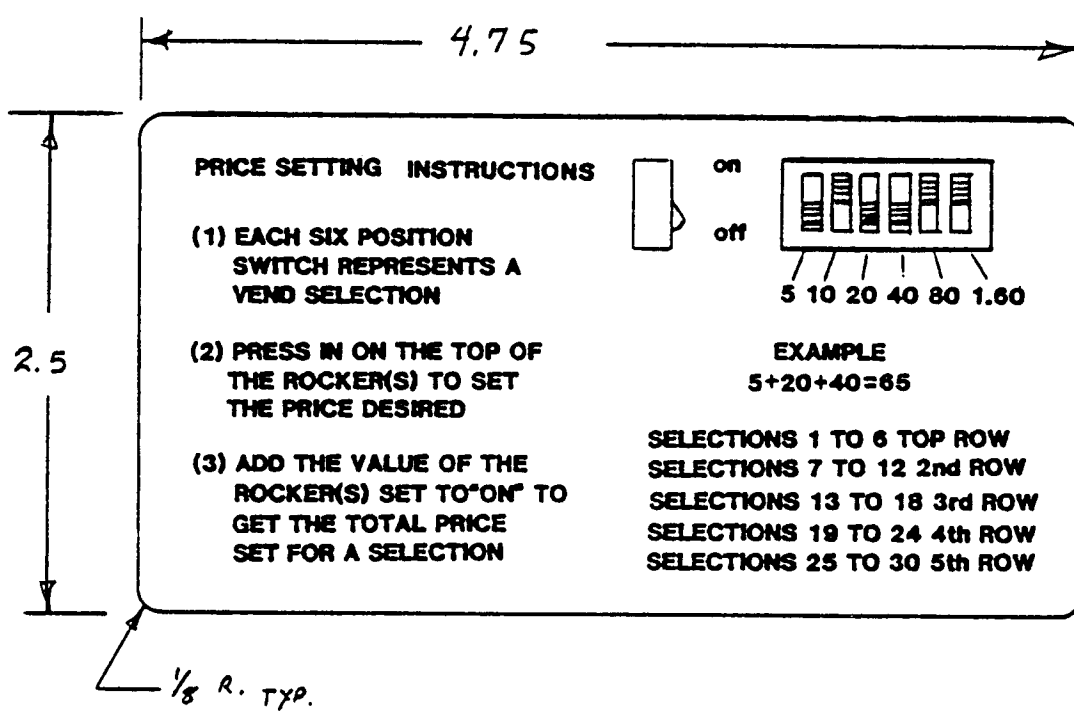 4.75
PRICE SETTING INSTRUCTIONS
(1) EACH SIX POSITION
SWITCH REPRESENTS A
VEND SELECTION
(2) PRESS IN ON THE TOP OF
THE ROCKER(S) TO SET
THE PRICE DESIRED
(3) ADD THE VALUE OF THE
ROCKER(S) SET TO"ON" TO
GET THE TOTAL PRICE
SET FOR A SELECTION
on
off
5 10 20 40 80 1.60
EXAMPLE
5+20+40=65
SELECTIONS 1 TO 6 TOP ROW
SELECTIONS 7 TO 12 2nd ROW
SELECTIONS 13 TO 18 3rd ROW
SELECTIONS 19 TO 24 4th ROW
SELECTIONS 25 TO 30 5th ROW
2.5
1/8 R. TYP.